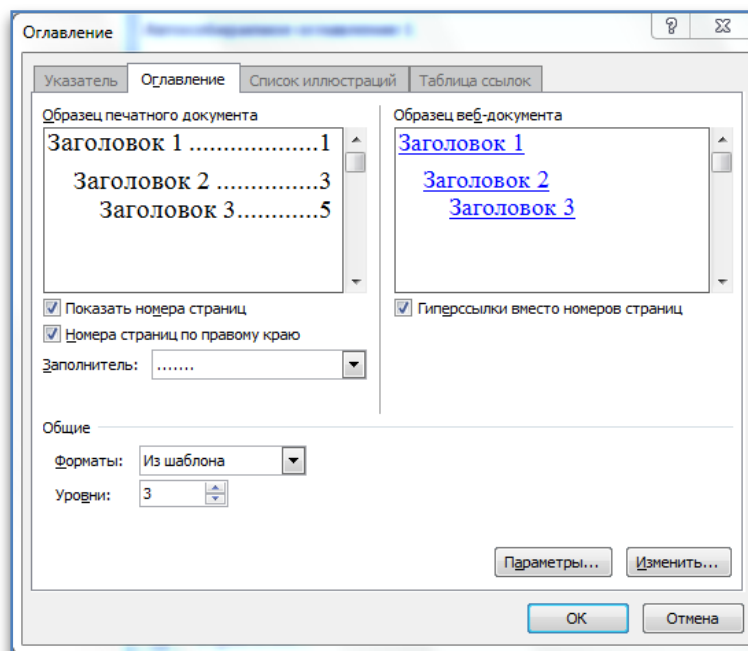 Оглавление
Указатель Оглавление Список иллюстраций Таблица ссылок
Образец печатного документа
Заголовок 1 ...................1
Заголовок 2 ...............3
Заголовок 3............5
Показать номера страниц
Номера страниц по правому краю
Заполнитель: .......
Образец веб-документа
Заголовок 1
Заголовок 2
Заголовок 3
Гиперссылки вместо номеров страниц
Общие
Форматы: Из шаблона
Уровни: 3
Параметры... Изменить...
ОК Отмена